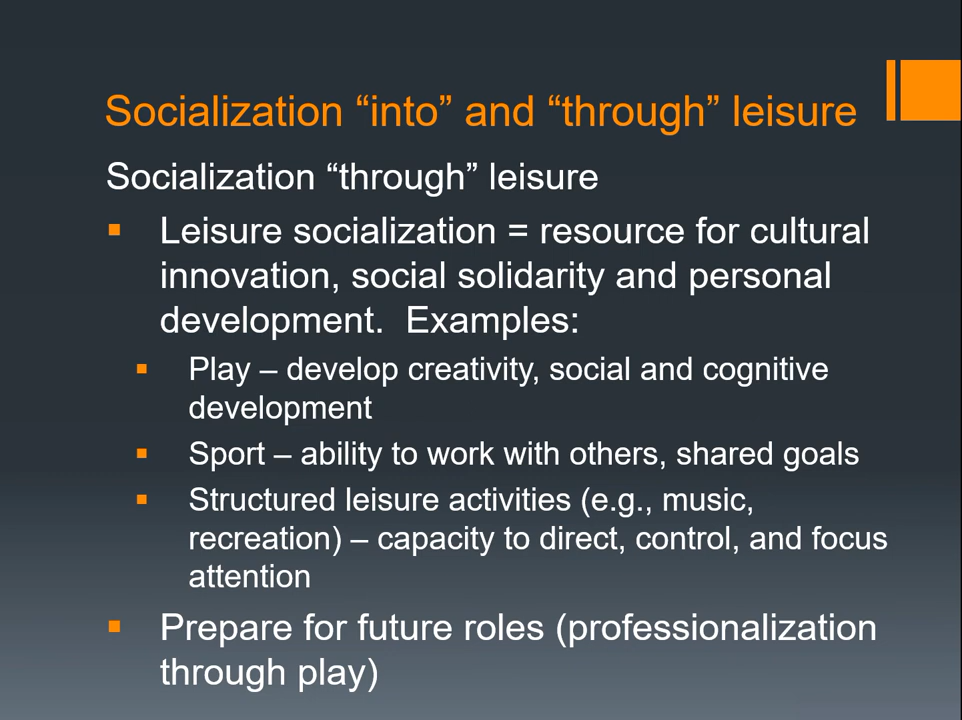 Socialization “into” and “through” leisure
Socialization “through” leisure
▪ Leisure socialization = resource for cultural
innovation, social solidarity and personal
development.  Examples:
▪ Play – develop creativity, social and cognitive
development
▪ Sport – ability to work with others, shared goals
▪ Structured leisure activities (e.g., music,
recreation) – capacity to direct, control, and focus
attention
▪ Prepare for future roles (professionalization
through play)